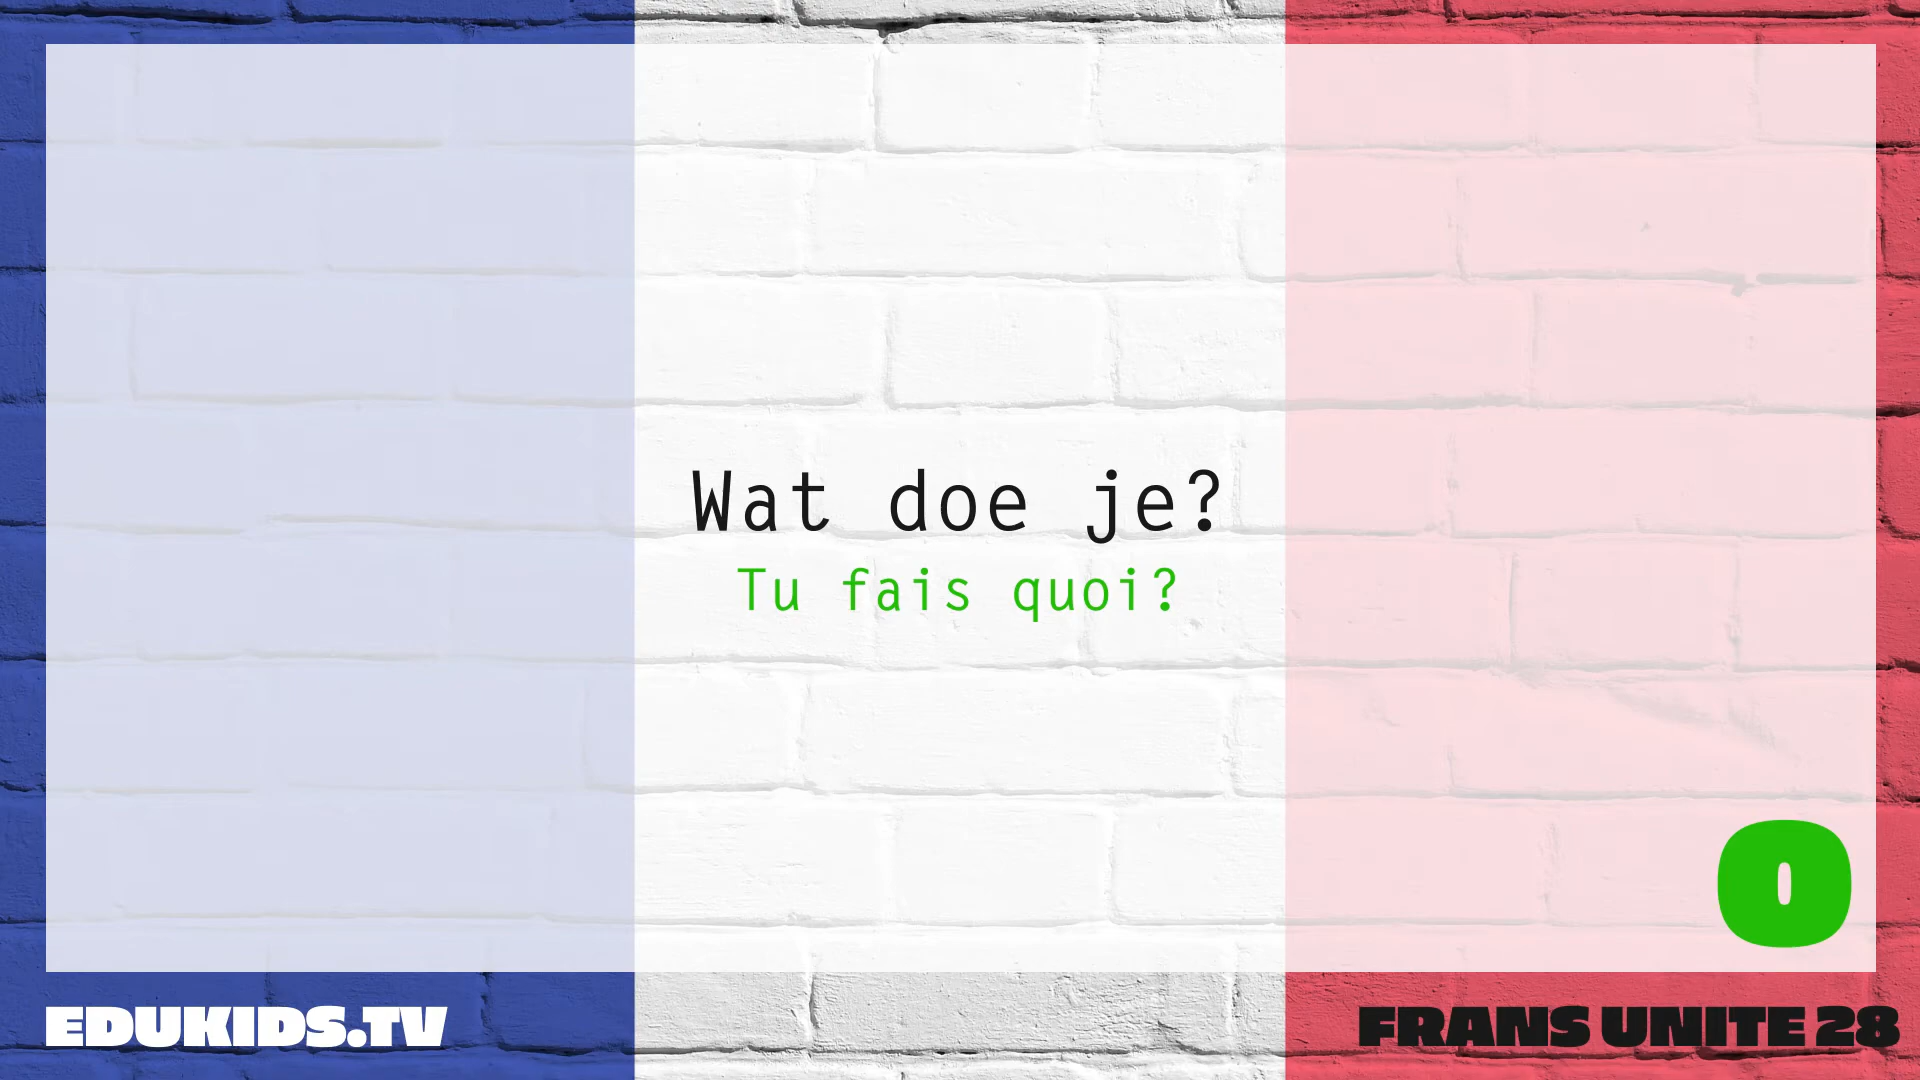 Wat doe je?
Tu fais quoi?
0
EDUKIDS.TV
FRANS UNITE 28